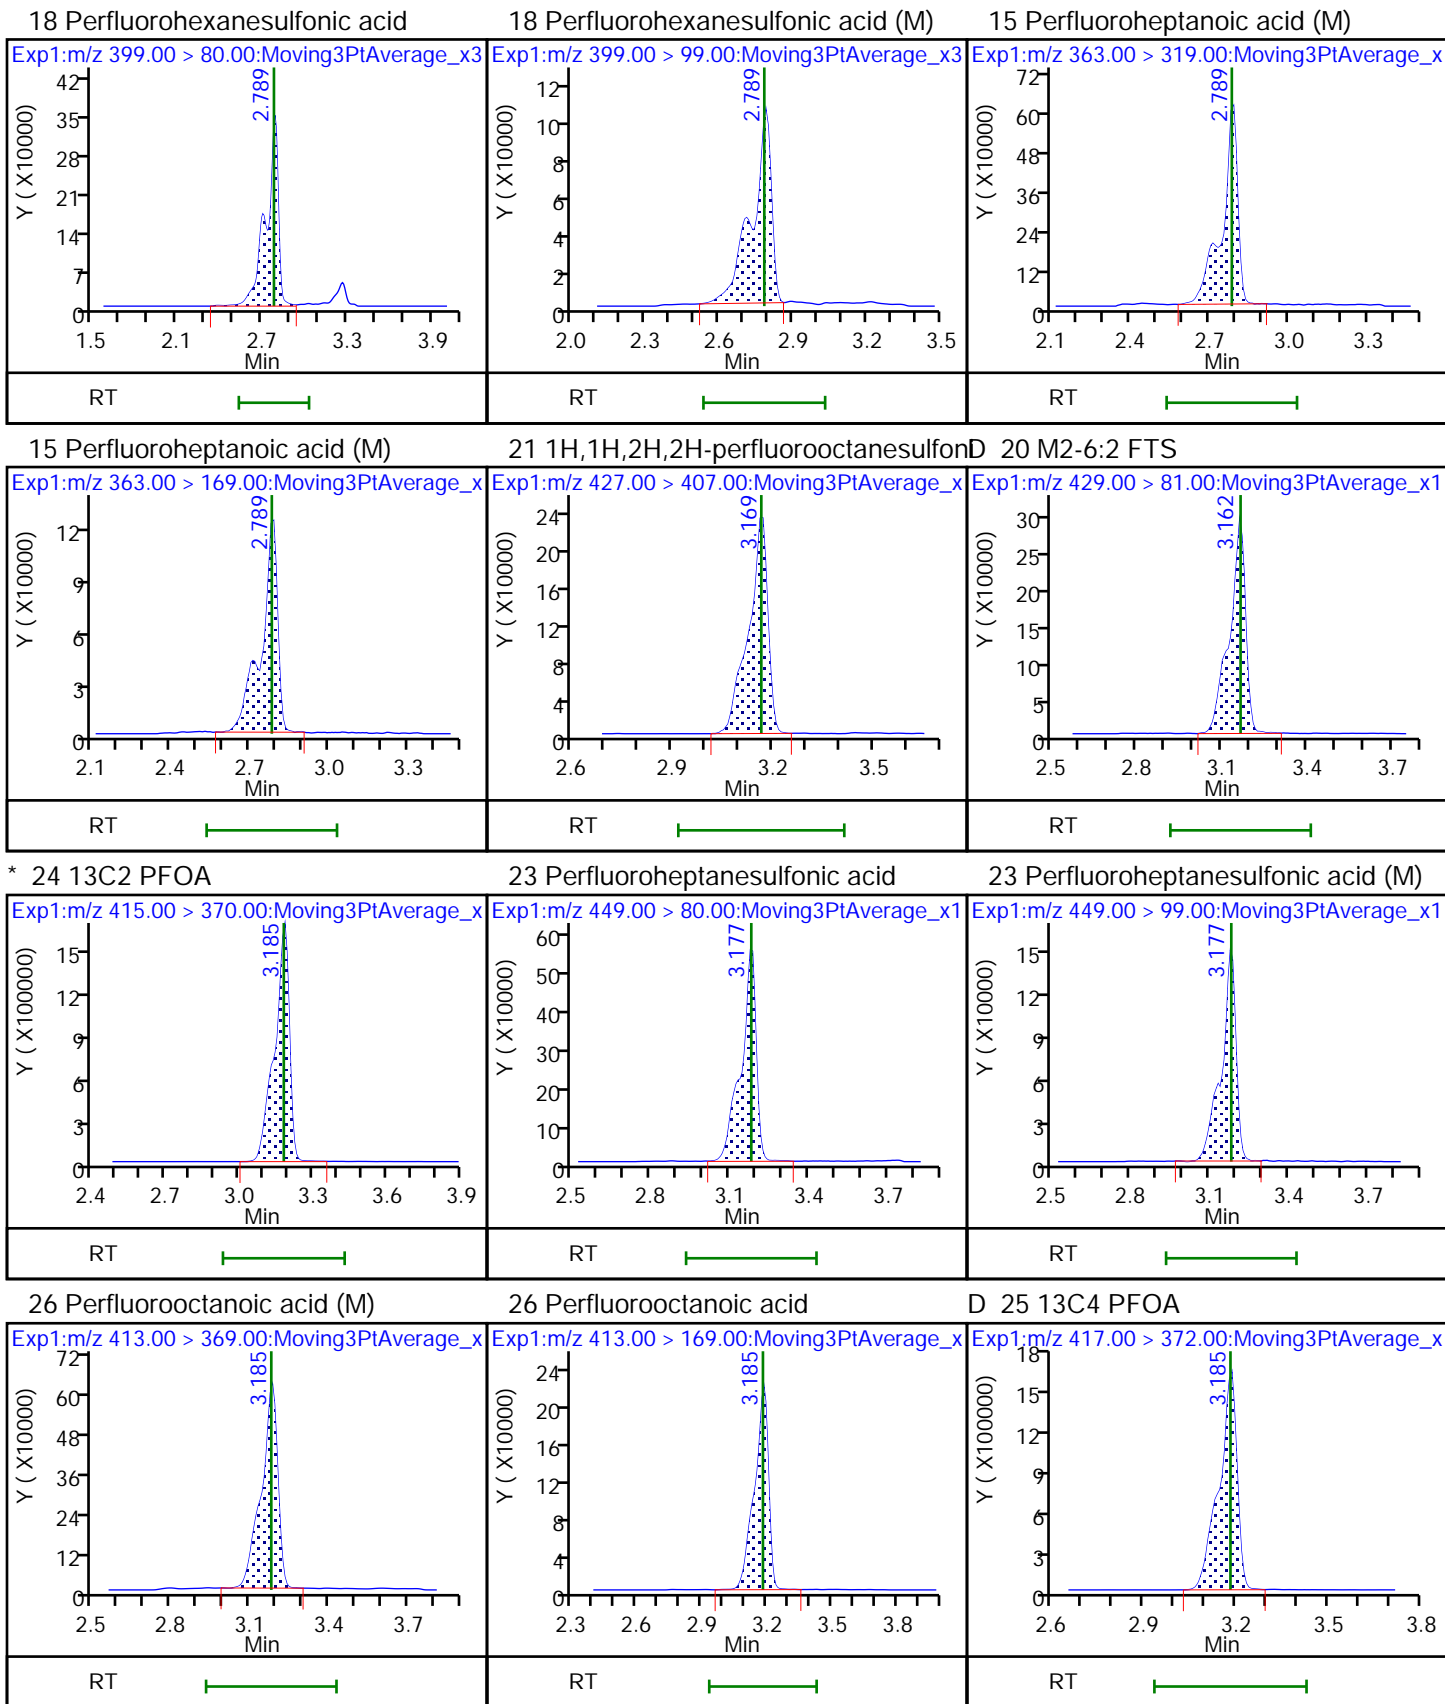 18 Perfluorohexanesulfonic acid
Exp1:m/z 399.00 > 80.00:Moving3PtAverage_x3
2.789
Y ( X10000)
42
35
28
21
14
7
0
1.5 2.1 2.7 3.3 3.9
Min
RT
18 Perfluorohexanesulfonic acid (M)
Exp1:m/z 399.00 > 99.00:Moving3PtAverage_x3
2.789
Y ( X10000)
12
10
8
6
4
2
0
2.0 2.3 2.6 2.9 3.2 3.5
Min
RT
15 Perfluoroheptanoic acid (M)
Exp1:m/z 363.00 > 319.00:Moving3PtAverage_x
2.789
Y ( X10000)
72
60
48
36
24
12
0
2.1 2.4 2.7 3.0 3.3
Min
RT
15 Perfluoroheptanoic acid (M)
Exp1:m/z 363.00 > 169.00:Moving3PtAverage_x
2.789
Y ( X10000)
12
9
6
3
0
2.1 2.4 2.7 3.0 3.3
Min
RT
21 1H,1H,2H,2H-perfluorooctanesulfon
Exp1:m/z 427.00 > 407.00:Moving3PtAverage_x
3.169
Y ( X10000)
24
20
16
12
8
4
0
2.6 2.9 3.2 3.5
Min
RT
D 20 M2-6:2 FTS
Exp1:m/z 429.00 > 81.00:Moving3PtAverage_x1
3.162
Y ( X10000)
30
25
20
15
10
5
0
2.5 2.8 3.1 3.4 3.7
Min
RT
* 24 13C2 PFOA
Exp1:m/z 415.00 > 370.00:Moving3PtAverage_x
3.185
Y ( X100000)
15
12
9
6
3
0
2.4 2.7 3.0 3.3 3.6 3.9
Min
RT
23 Perfluoroheptanesulfonic acid
Exp1:m/z 449.00 > 80.00:Moving3PtAverage_x1
3.177
Y ( X10000)
60
50
40
30
20
10
0
2.5 2.8 3.1 3.4 3.7
Min
RT
23 Perfluoroheptanesulfonic acid (M)
Exp1:m/z 449.00 > 99.00:Moving3PtAverage_x1
3.177
Y ( X10000)
15
12
9
6
3
0
2.5 2.8 3.1 3.4 3.7
Min
RT
26 Perfluorooctanoic acid (M)
Exp1:m/z 413.00 > 369.00:Moving3PtAverage_x
3.185
Y ( X10000)
72
60
48
36
24
12
0
2.5 2.8 3.1 3.4 3.7
Min
RT
26 Perfluorooctanoic acid
Exp1:m/z 413.00 > 169.00:Moving3PtAverage_x
3.185
Y ( X10000)
24
20
16
12
8
4
0
2.3 2.6 2.9 3.2 3.5 3.8
Min
RT
D 25 13C4 PFOA
Exp1:m/z 417.00 > 372.00:Moving3PtAverage_x
3.185
Y ( X100000)
18
15
12
9
6
3
0
2.6 2.9 3.2 3.5 3.8
Min
RT